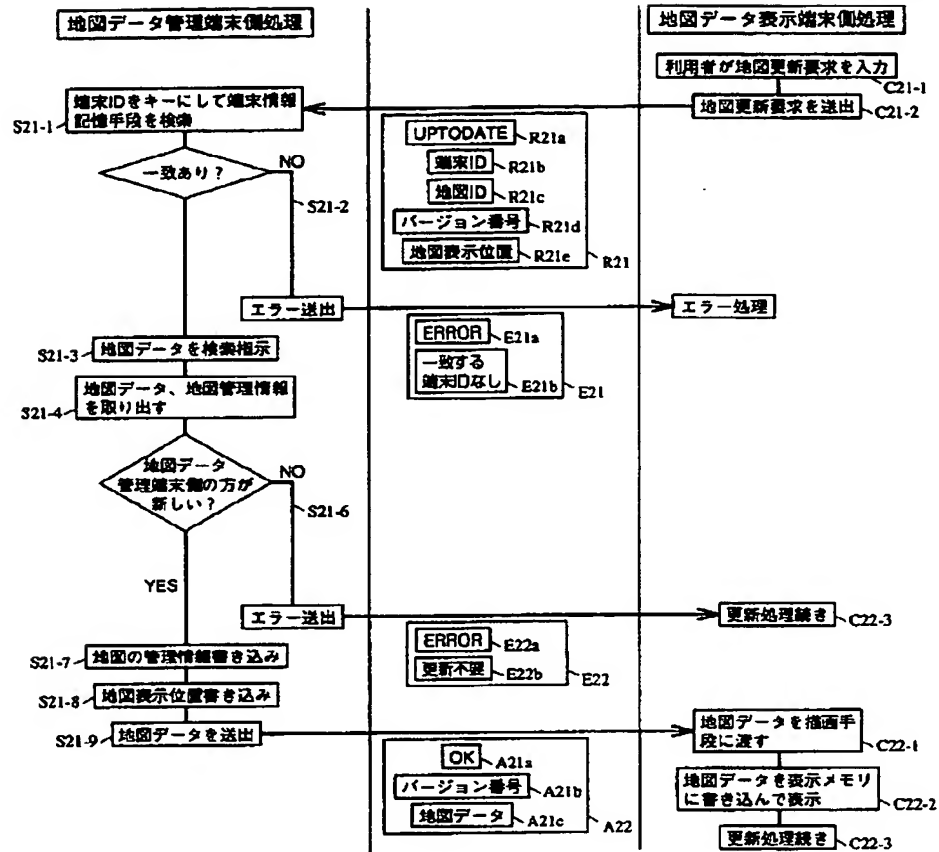 地図データ管理端末側処理
地図データ表示端末側処理
利用者が地図更新要求を入力
C21-1
地図更新要求を送出
C21-2
端末IDをキーにして端末情報
記憶手段を検索
S21-1
UPTODATE
R21a
端末ID
R21b
地図ID
R21c
バージョン番号
R21d
地図表示位置
R21e
R21
一致あり？
NO
S21-2
エラー送出
エラー処理
ERROR
E21a
一致する
端末IDなし
E21b
E21
S21-3
地図データを検索指示
地図データ、地図管理情報
を取り出す
S21-4
地図データ
管理端末側の方が
新しい？
NO
S21-6
YES
エラー送出
更新処理続き
C22-3
ERROR
E22a
更新不要
E22b
E22
S21-7
地図の管理情報書き込み
S21-8
地図表示位置書き込み
S21-9
地図データを送出
地図データを描画手
段に渡す
C22-1
OK
A21a
バージョン番号
A21b
地図データ
A21c
A22
地図データを表示メモリ
に書き込んで表示
C22-2
更新処理続き
C22-3